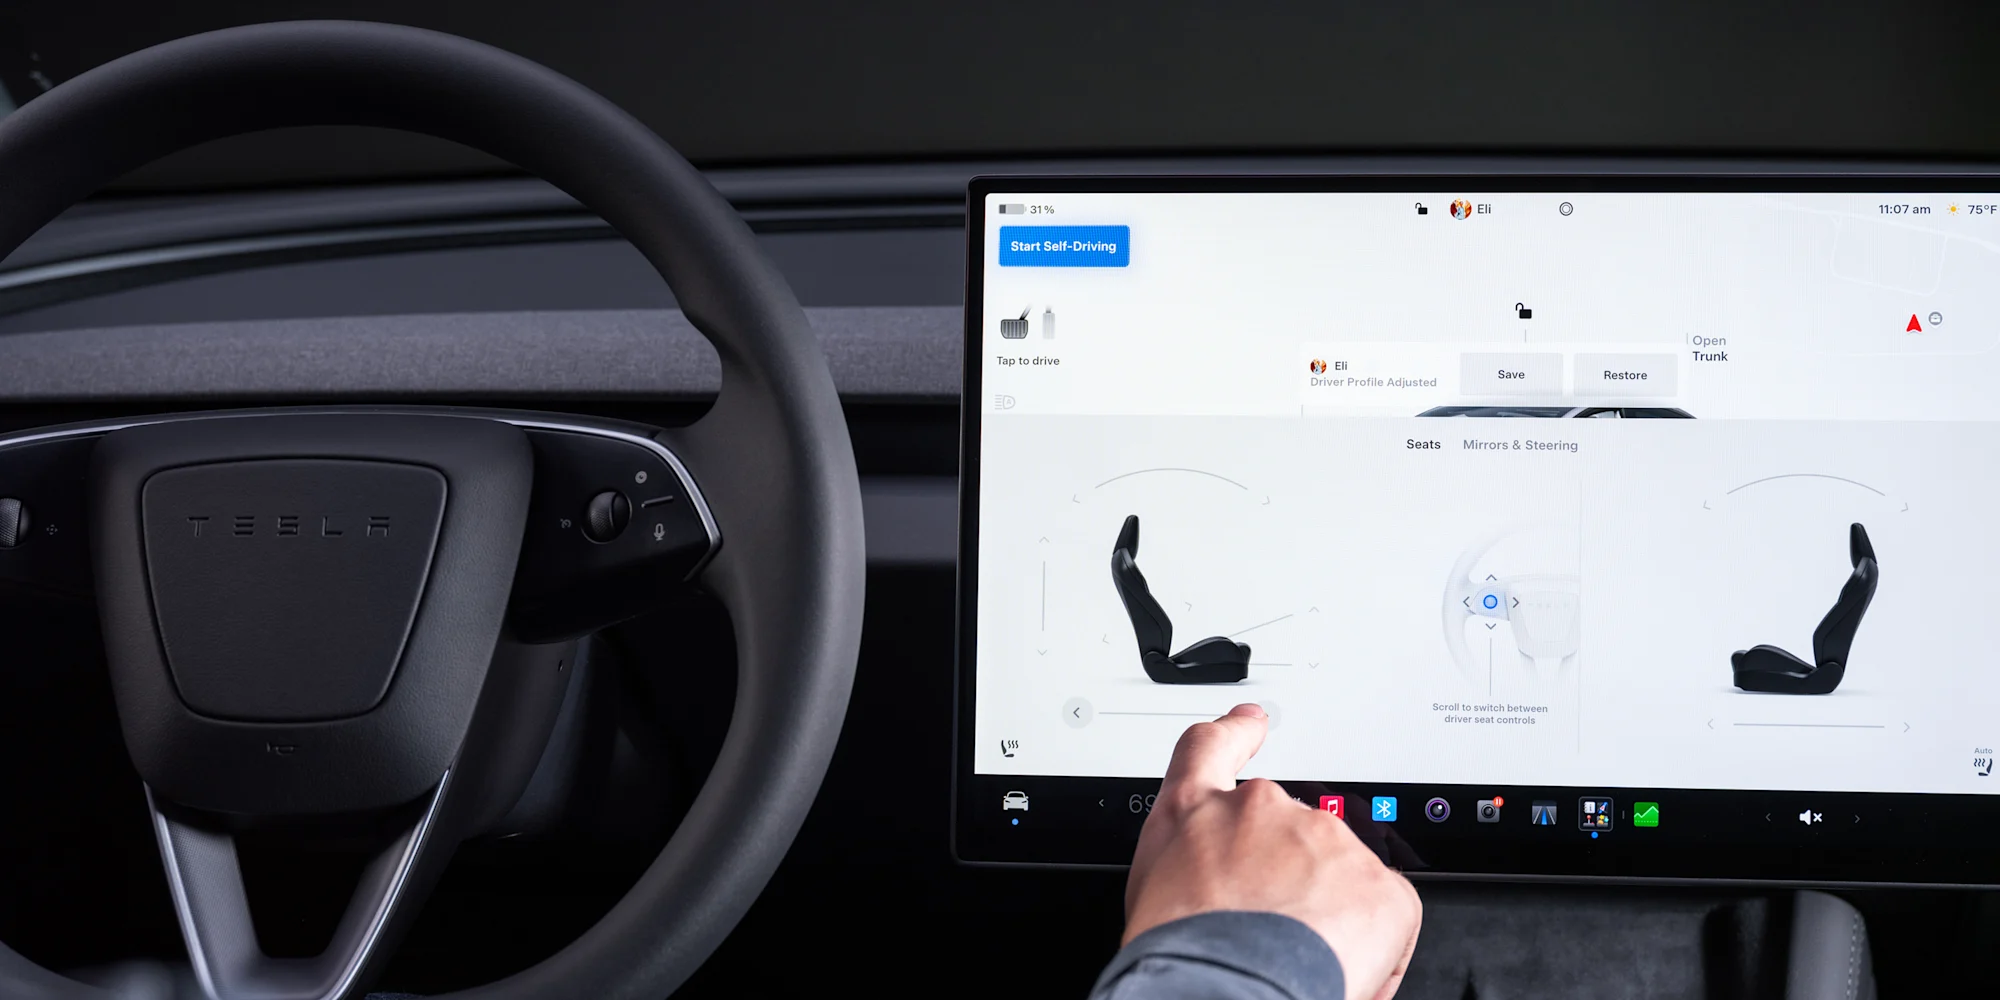 31%
Eli
11:07 am
75°F
Start Self-Driving
Tap to drive
Eli
Driver Profile Adjusted
Save
Restore
Open
Trunk
Seats
Mirrors & Steering
TESLA
Scroll to switch between
driver seat controls
Auto